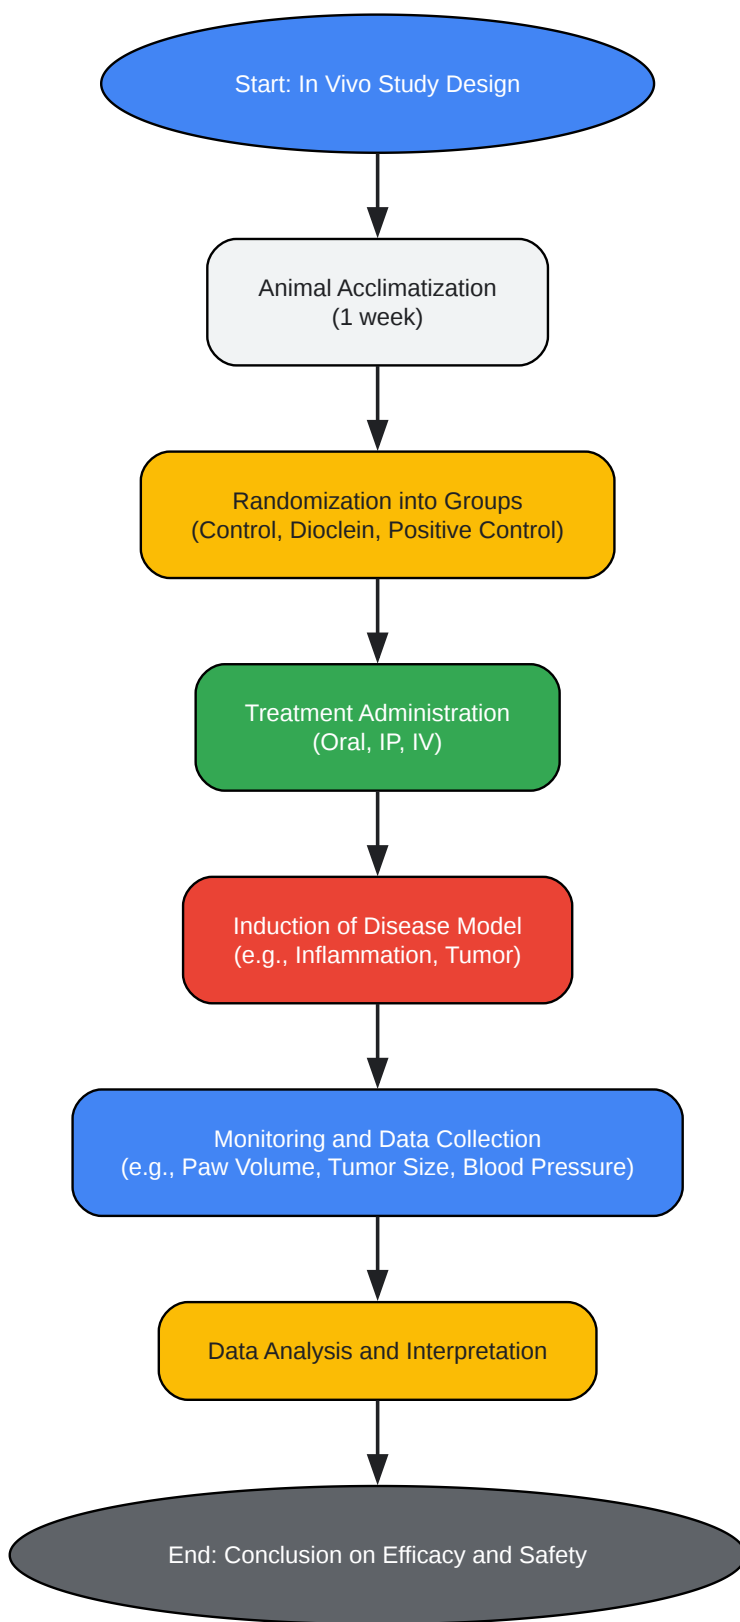 Start: In Vivo Study Design
Animal Acclimatization
(1 week)
Randomization into Groups
(Control, Dioclein, Positive Control)
Treatment Administration
(Oral, IP, IV)
Induction of Disease Model
(e.g., Inflammation, Tumor)
Monitoring and Data Collection
(e.g., Paw Volume, Tumor Size, Blood Pressure)
Data Analysis and Interpretation
End: Conclusion on Efficacy and Safety